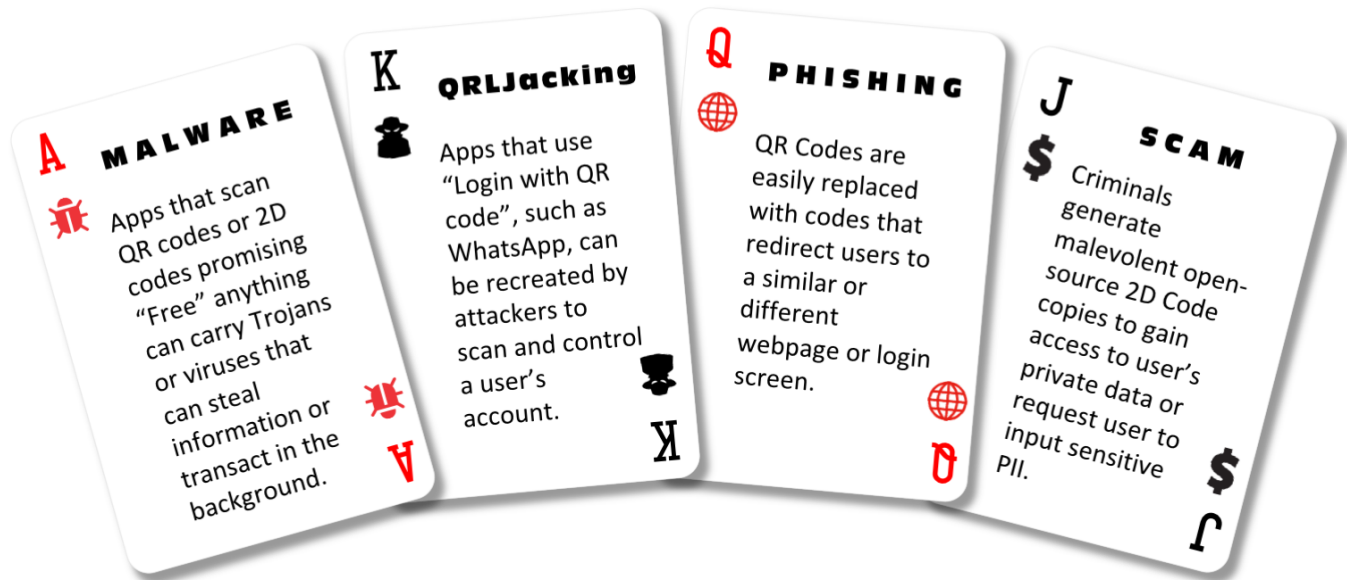 A
MALWARE
Apps that scan
QR codes or 2D
codes promising
“Free” anything
can carry Trojans
or viruses that
can steal
information or
transact in the
background.
A
K
QRLJacking
Apps that use
“Login with QR
code”, such as
WhatsApp, can
be recreated by
attackers to
scan and control
a user’s
account.
K
Q
PHISHING
QR Codes are
easily replaced
with codes that
redirect users to
a similar or
different
webpage or login
screen.
Q
J
$
SCAM
Criminals
generate
malevolent open-
source 2D Code
copies to gain
access to user’s
private data or
request user to
input sensitive
PII.
$
J